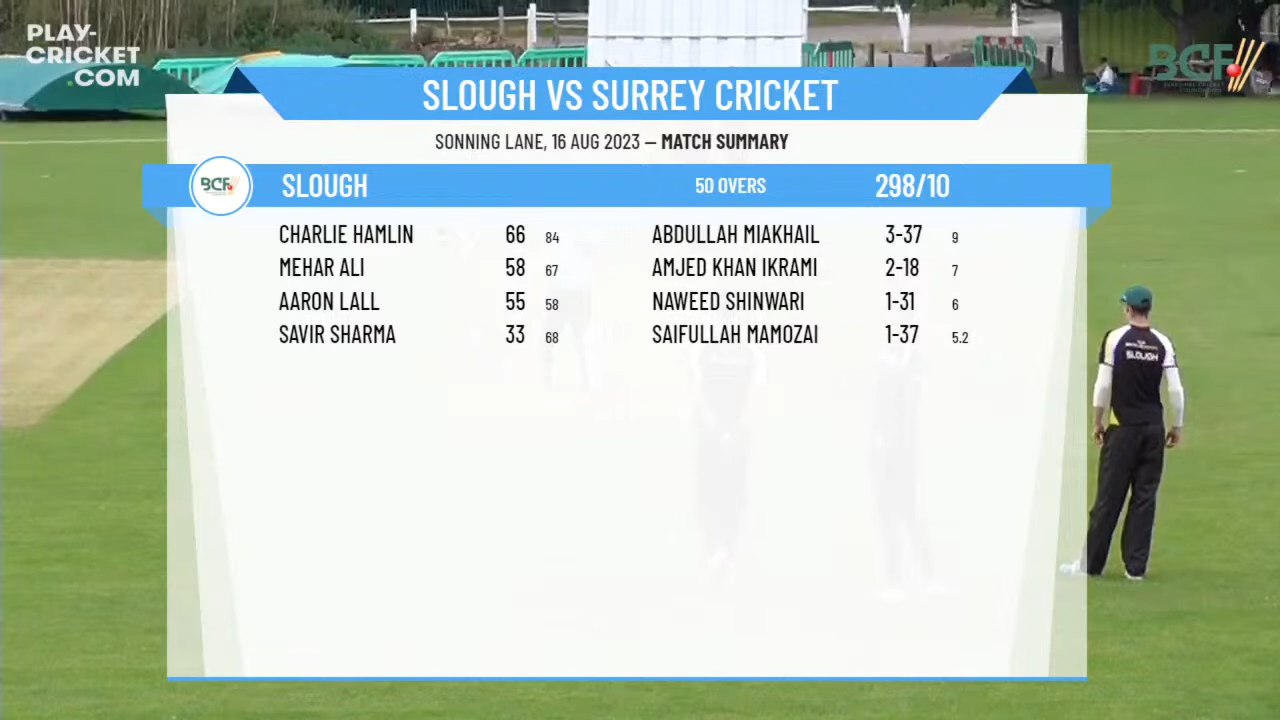 PLAY-
CRICKET
.COM
BCF
SLOUGH VS SURREY CRICKET
SONNING LANE, 16 AUG 2023 – MATCH SUMMARY
BCF SLOUGH 50 OVERS 298/10
CHARLIE HAMLIN 66 84 ABDULLAH MIAKHAIL 3-37 9
MEHAR ALI 58 67 AMJED KHAN IKRAMI 2-18 7
AARON LALL 55 58 NAWEED SHINWARI 1-31 6
SAVIR SHARMA 33 68 SAIFULLAH MAMOZAI 1-37 5.2
SLOUGH